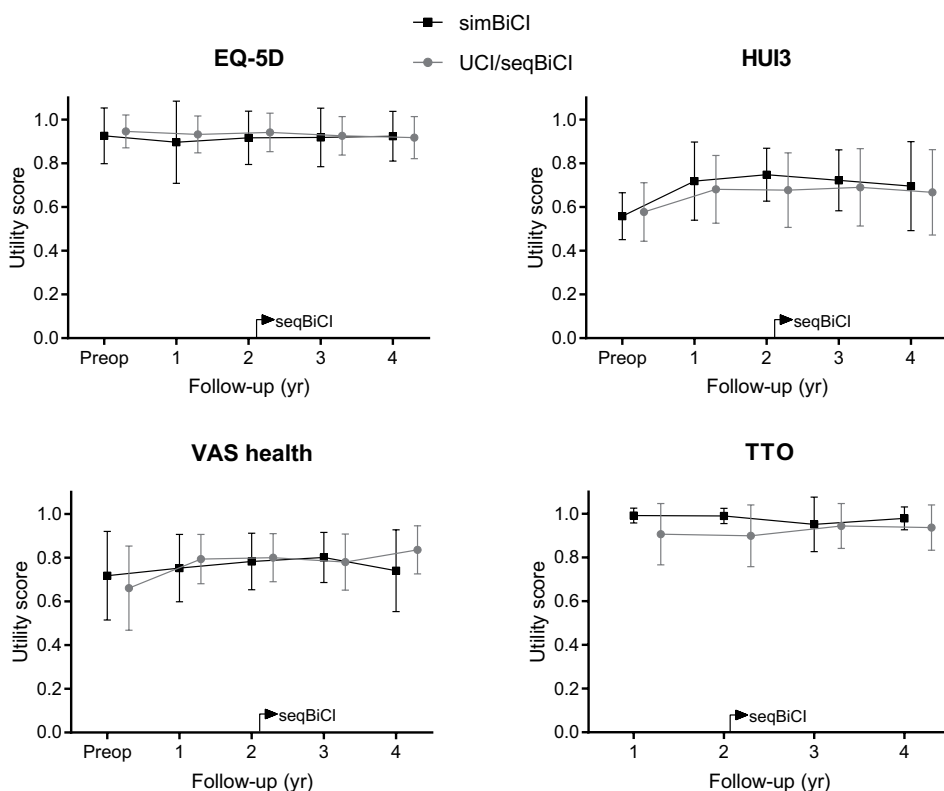 simBiCI
UCI/seqBiCI
EQ-5D
Utility score
1.0
0.8
0.6
0.4
0.2
0.0
seqBiCI
Preop 1 2 3 4
Follow-up (yr)
HUI3
Utility score
1.0
0.8
0.6
0.4
0.2
0.0
seqBiCI
Preop 1 2 3 4
Follow-up (yr)
VAS health
Utility score
1.0
0.8
0.6
0.4
0.2
0.0
seqBiCI
Preop 1 2 3 4
Follow-up (yr)
TTO
Utility score
1.0
0.8
0.6
0.4
0.2
0.0
seqBiCI
1 2 3 4
Follow-up (yr)